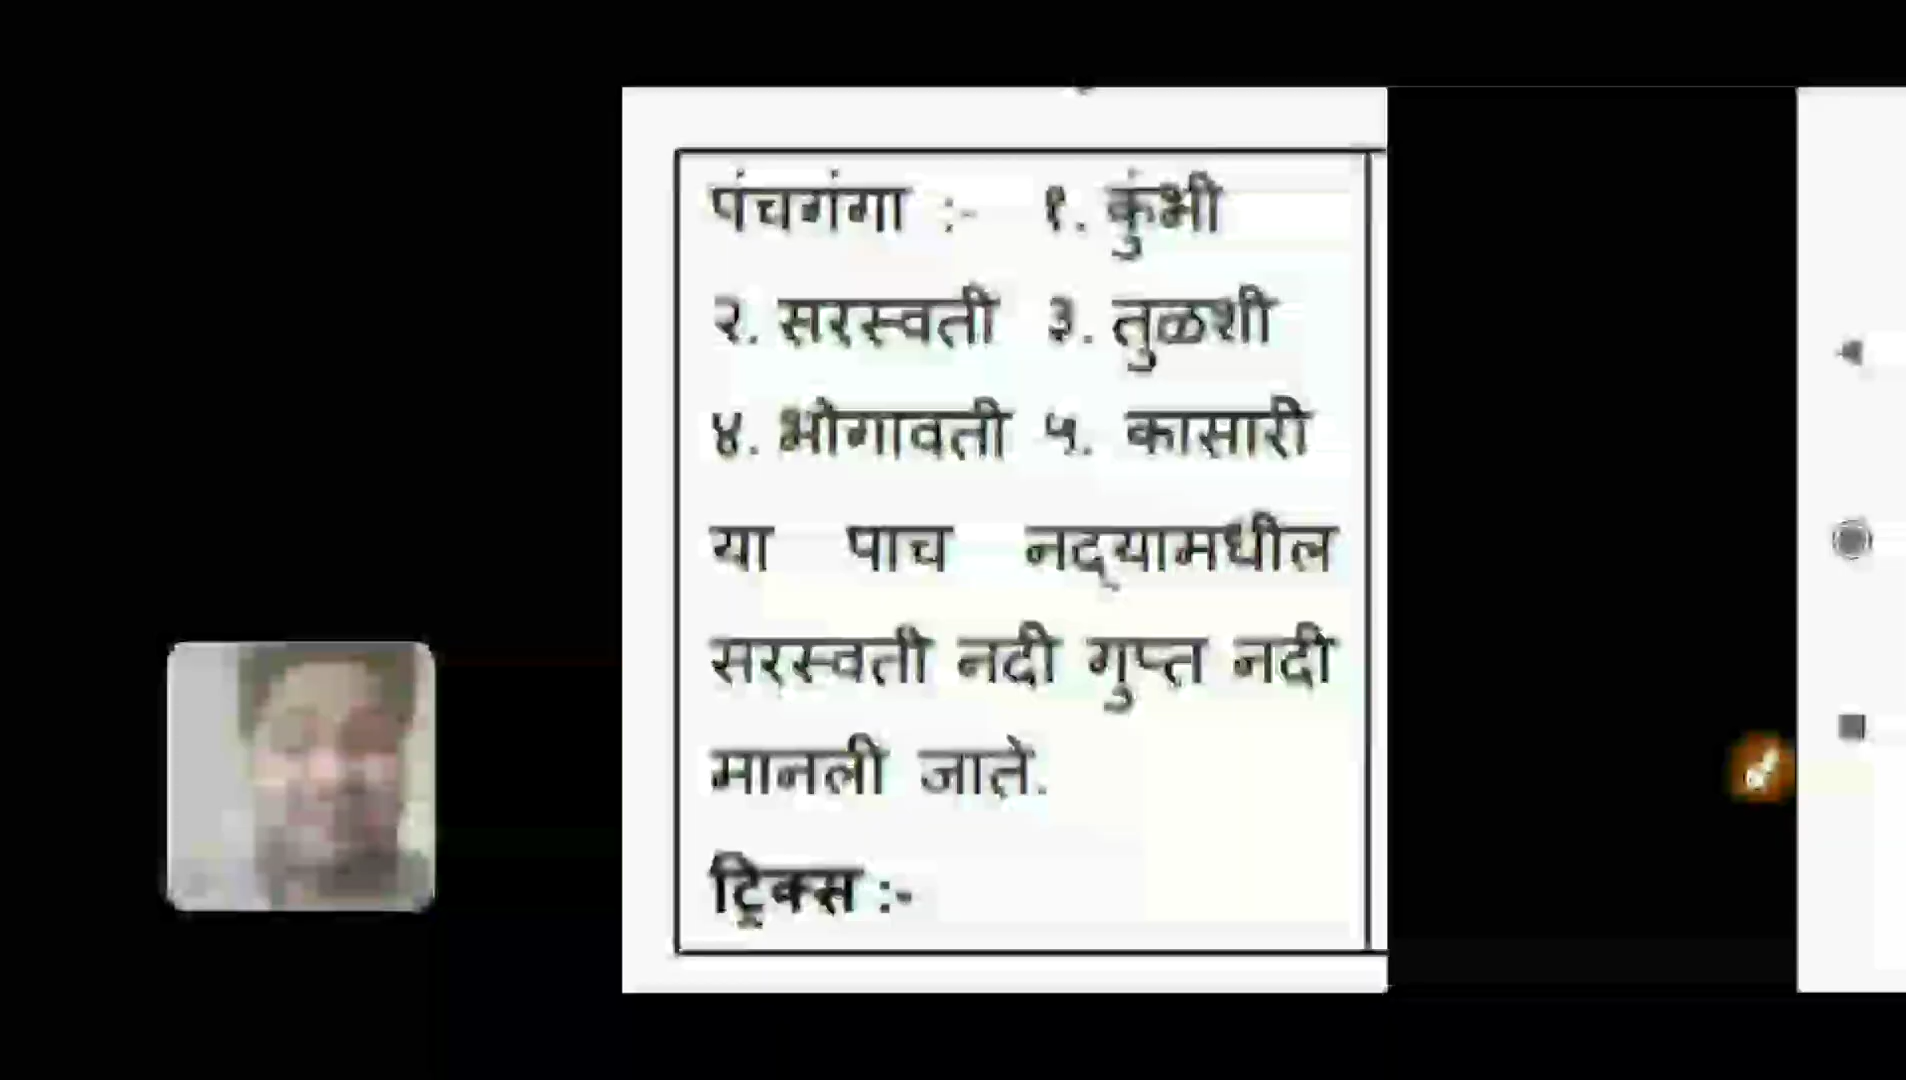 पंचगंगा :- १. कुंभी
२. सरस्वती ३. तुळशी
४. भोगावती ५. कासारी
या पाच नद्यामधील
सरस्वती नदी गुप्त नदी
मानली जाते.
ट्रिक्स :-